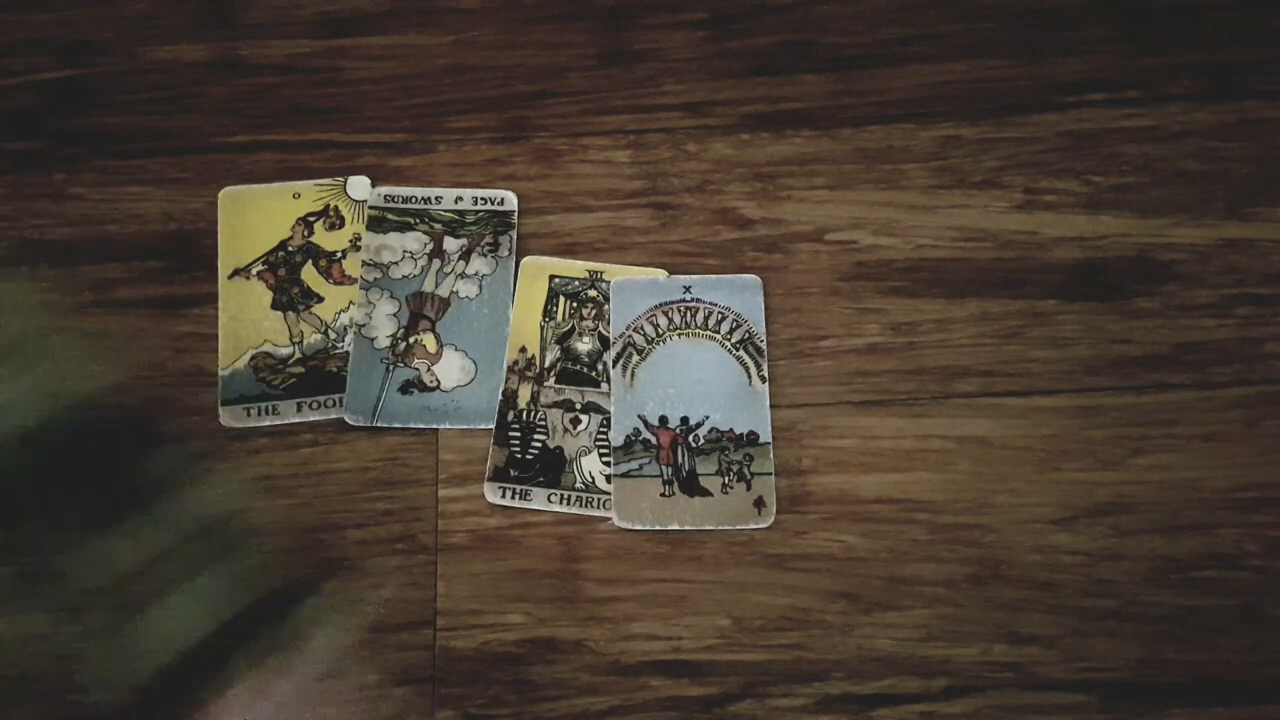 0
THE FOOL
PAGE of SWORDS.
VII
THE CHARIO
X